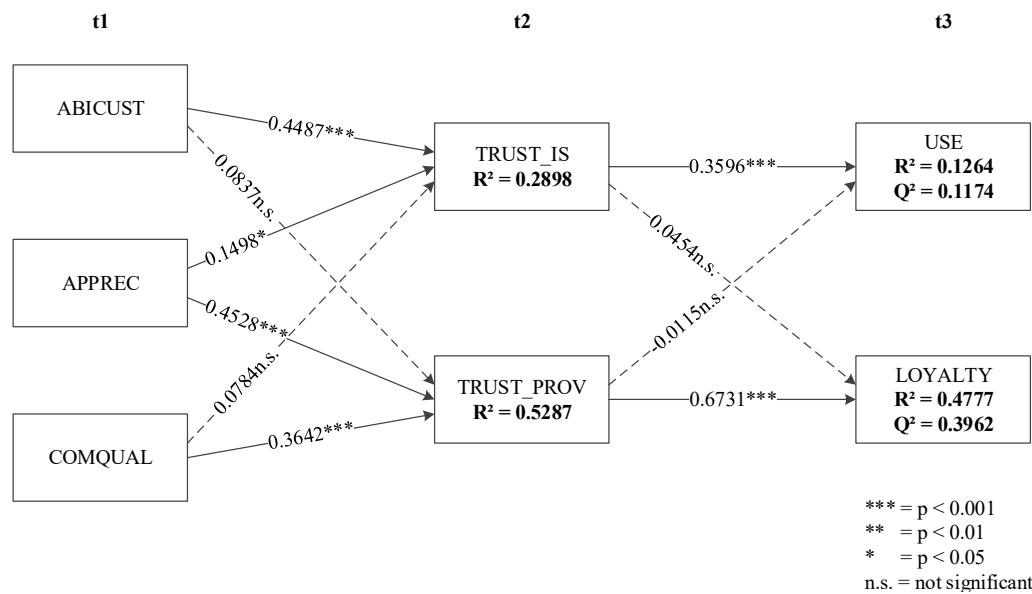 t1
t2
t3
ABICUST
APPREC
COMQUAL
0.4487***
0.0837n.s.
0.1498*
0.4528***
0.0784n.s.
0.3642***
TRUST_IS
R² = 0.2898
TRUST_PROV
R² = 0.5287
0.3596***
0.0454n.s.
-0.0115n.s.
0.6731***
USE
R² = 0.1264
Q² = 0.1174
LOYALTY
R² = 0.4777
Q² = 0.3962
*** = p < 0.001
** = p < 0.01
* = p < 0.05
n.s. = not significant